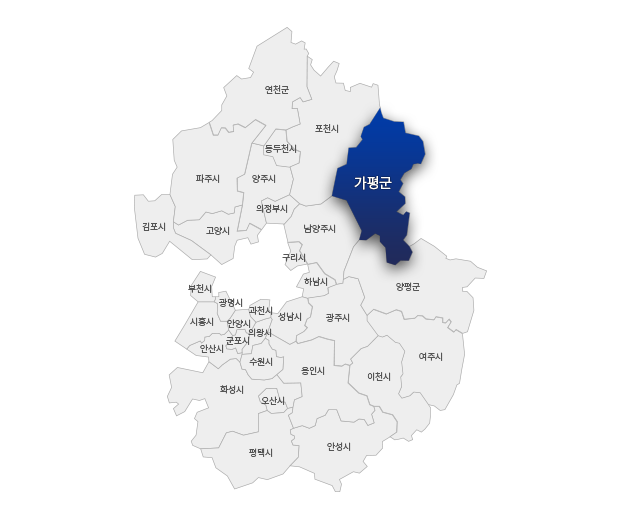 연천군
포천시
동두천시
파주시
양주시
가평군
의정부시
김포시
고양시
남양주시
구리시
하남시
양평군
부천시
광명시
과천시
시흥시
안양시
의왕시
성남시
광주시
군포시
안산시
수원시
여주시
용인시
이천시
화성시
오산시
평택시
안성시